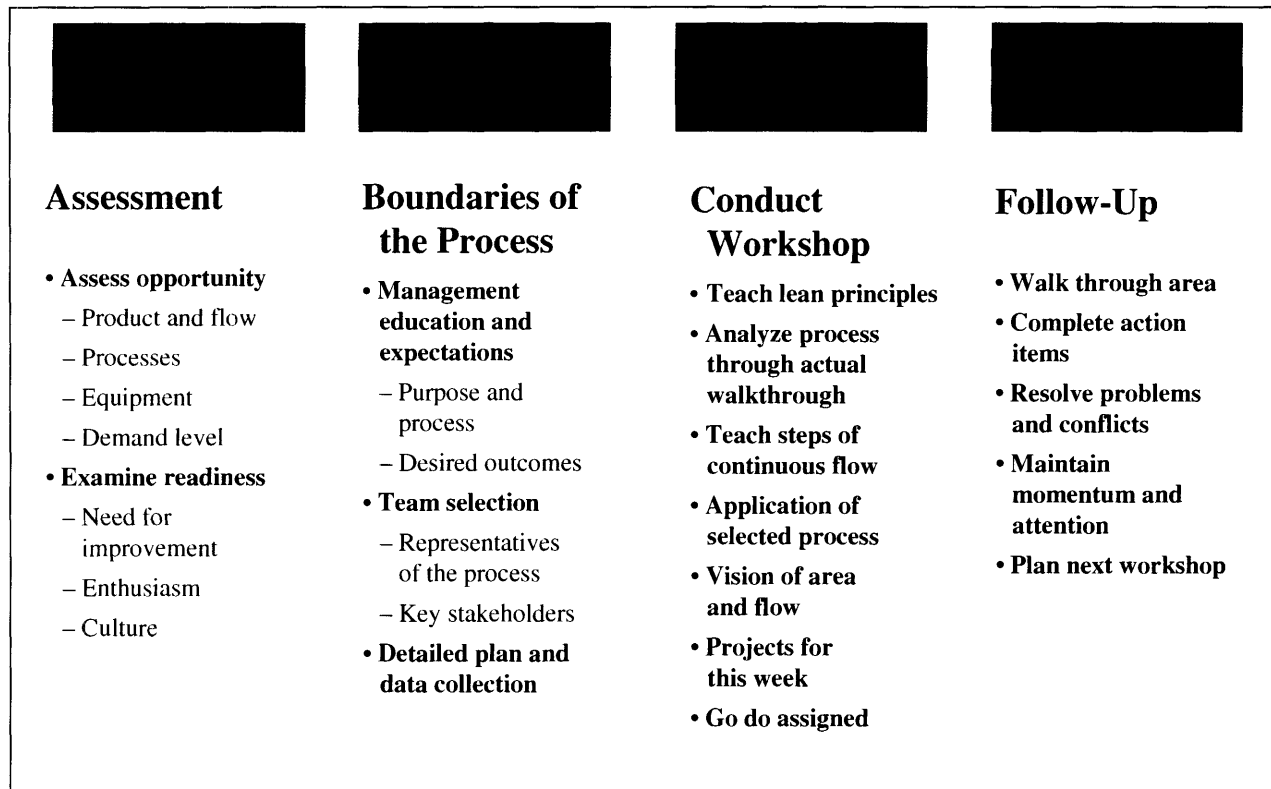 Assessment
• Assess opportunity
– Product and flow
– Processes
– Equipment
– Demand level
• Examine readiness
– Need for
improvement
– Enthusiasm
– Culture
Boundaries of
the Process
• Management
education and
expectations
– Purpose and
process
– Desired outcomes
• Team selection
– Representatives
of the process
– Key stakeholders
• Detailed plan and
data collection
Conduct
Workshop
• Teach lean principles
• Analyze process
through actual
walkthrough
• Teach steps of
continuous flow
• Application of
selected process
• Vision of area
and flow
• Projects for
this week
• Go do assigned
Follow-Up
• Walk through area
• Complete action
items
• Resolve problems
and conflicts
• Maintain
momentum and
attention
• Plan next workshop